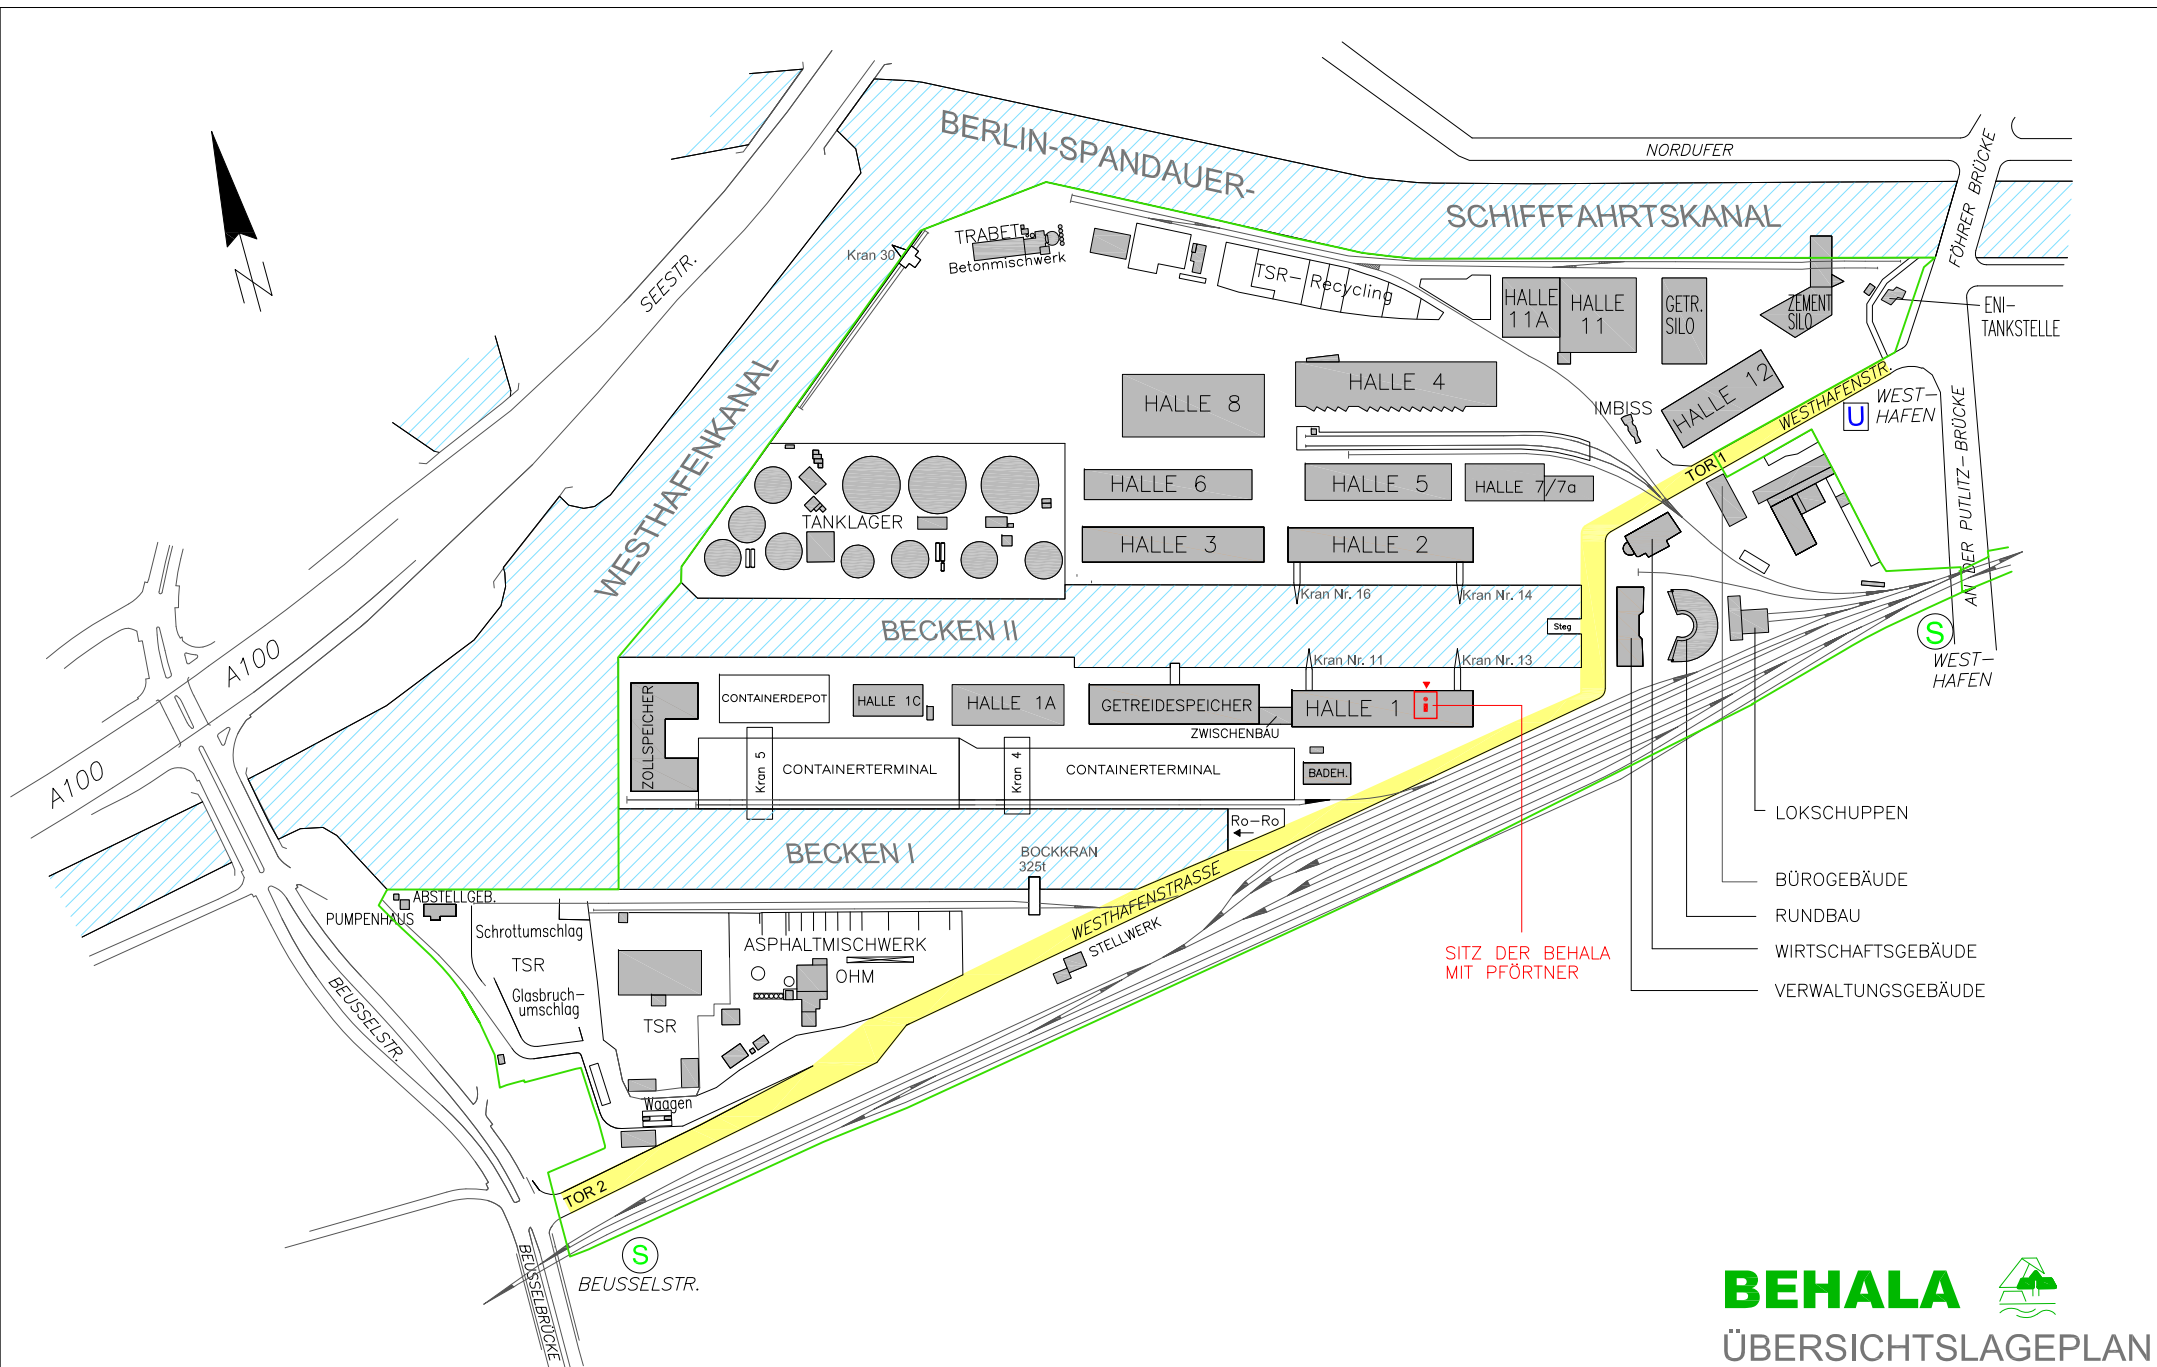 BERLIN-SPANDAUER-
SCHIFFFAHRTSKANAL
NORDUFER
FÖHRER BRÜCKE
SEESTR.
Kran 30
TRABET
Betonmischwerk
TSR- Recycling
HALLE
11A
HALLE
11
GETR.
SILO
ZEMENT
SILO
ENI-
TANKSTELLE
WESTHAFENKANAL
HALLE 8
HALLE 4
HALLE 12
IMBISS
WESTHAFENSTR.
U
WEST-
HAFEN
AN DER PUTLITZ-BRÜCKE
TOR 1
TANKLAGER
HALLE 6
HALLE 5
HALLE 7/7a
HALLE 3
HALLE 2
Kran Nr. 16
Kran Nr. 14
BECKEN II
Steg
S
WEST-
HAFEN
Kran Nr. 11
Kran Nr. 13
A100
A100
ZOLLSPEICHER
CONTAINERDEPOT
HALLE 1C
HALLE 1A
GETREIDESPEICHER
ZWISCHENBAU
HALLE 1
i
Kran 5
CONTAINERTERMINAL
Kran 4
CONTAINERTERMINAL
BADEH.
Ro-Ro
BECKEN I
BOCKKRAN
325t
LOKSCHUPPEN
BÜROGEBÄUDE
RUNDBAU
WIRTSCHAFTSGEBÄUDE
VERWALTUNGSGEBÄUDE
SITZ DER BEHALA
MIT PFÖRTNER
WESTHAFENSTRASSE
STELLWERK
ABSTELLGEB.
PUMPENHAUS
Schrottumschlag
TSR
Glasbruch-
umschlag
ASPHALTMISCHWERK
OHM
TSR
BEUSSELSTR.
Waagen
TOR 2
S
BEUSSELSTR.
BEUSSELBRÜCKE
N
BEHALA
ÜBERSICHTSLAGEPLAN